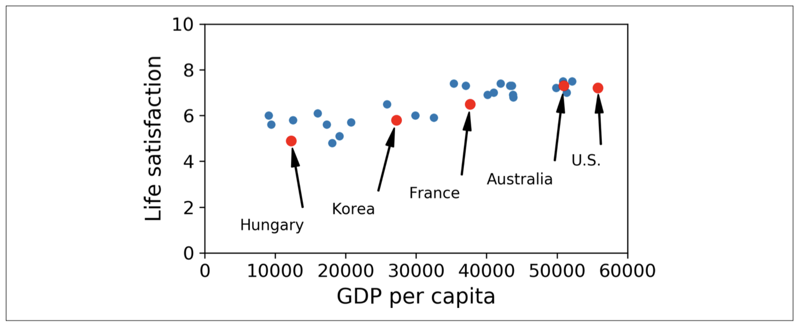 10
8
6
4
2
0
Life satisfaction
Hungary
Korea
France
Australia
U.S.
0 10000 20000 30000 40000 50000 60000
GDP per capita